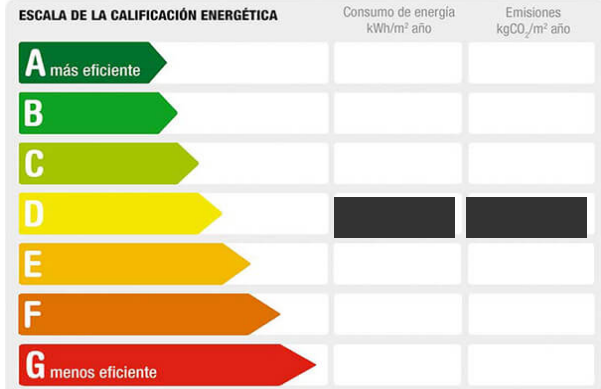 ESCALA DE LA CALIFICACIÓN ENERGÉTICA
Consumo de energía
kWh/m² año
Emisiones
kgCO₂/m² año
A más eficiente
B
C
D
E
F
G menos eficiente